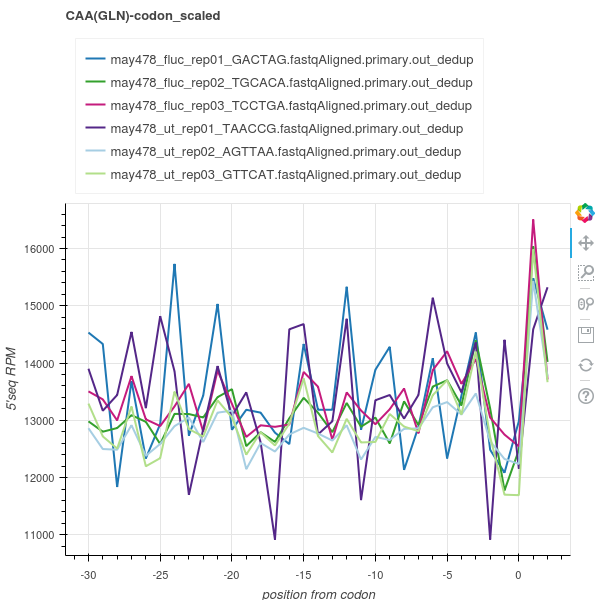 CAA(GLN)-codon_scaled
may478_fluc_rep01_GACTAG.fastqAligned.primary.out_dedup
may478_fluc_rep02_TGCACA.fastqAligned.primary.out_dedup
may478_fluc_rep03_TCCTGA.fastqAligned.primary.out_dedup
may478_ut_rep01_TAACCG.fastqAligned.primary.out_dedup
may478_ut_rep02_AGTTAA.fastqAligned.primary.out_dedup
may478_ut_rep03_GTTCAT.fastqAligned.primary.out_dedup
16000
15000
14000
13000
12000
11000
5'seq RPM
-30 -25 -20 -15 -10 -5 0
position from codon